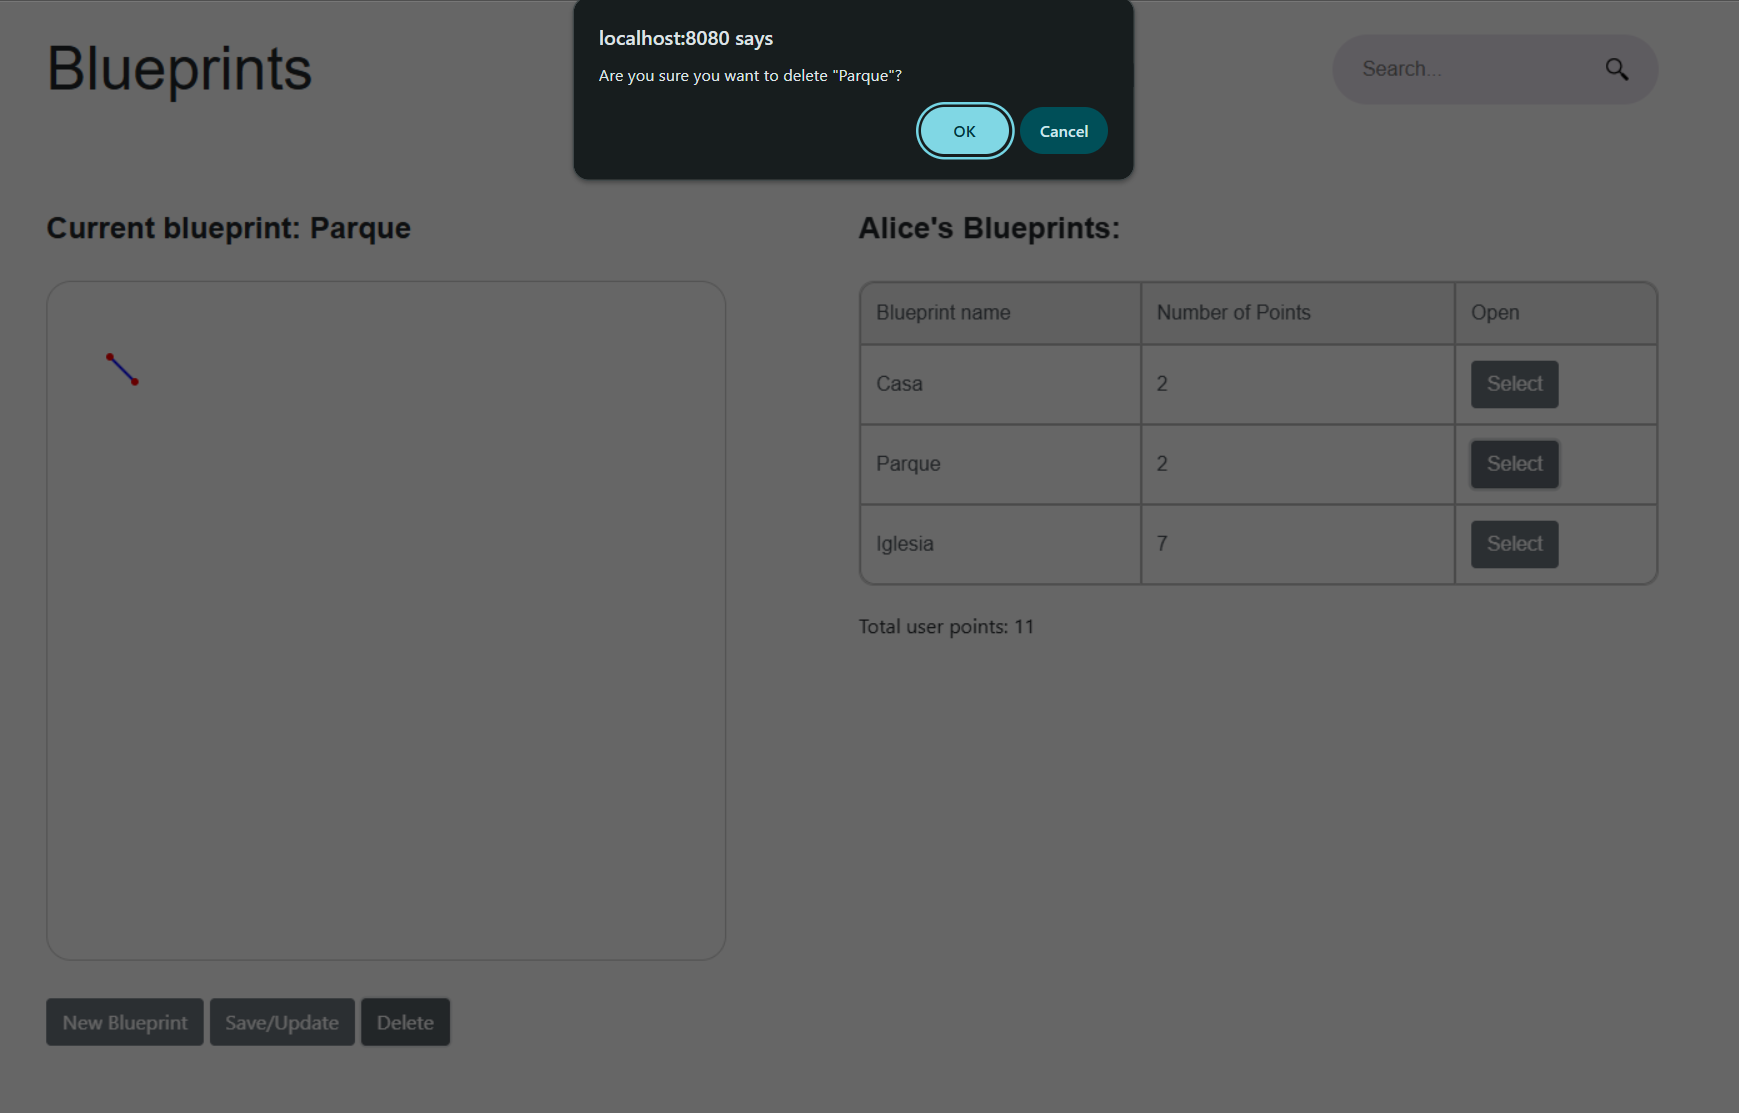 localhost:8080 says
Are you sure you want to delete "Parque"?
OK Cancel
Blueprints
Search...
Current blueprint: Parque
Alice's Blueprints:
Blueprint name Number of Points Open
Casa 2 Select
Parque 2 Select
Iglesia 7 Select
Total user points: 11
New Blueprint Save/Update Delete